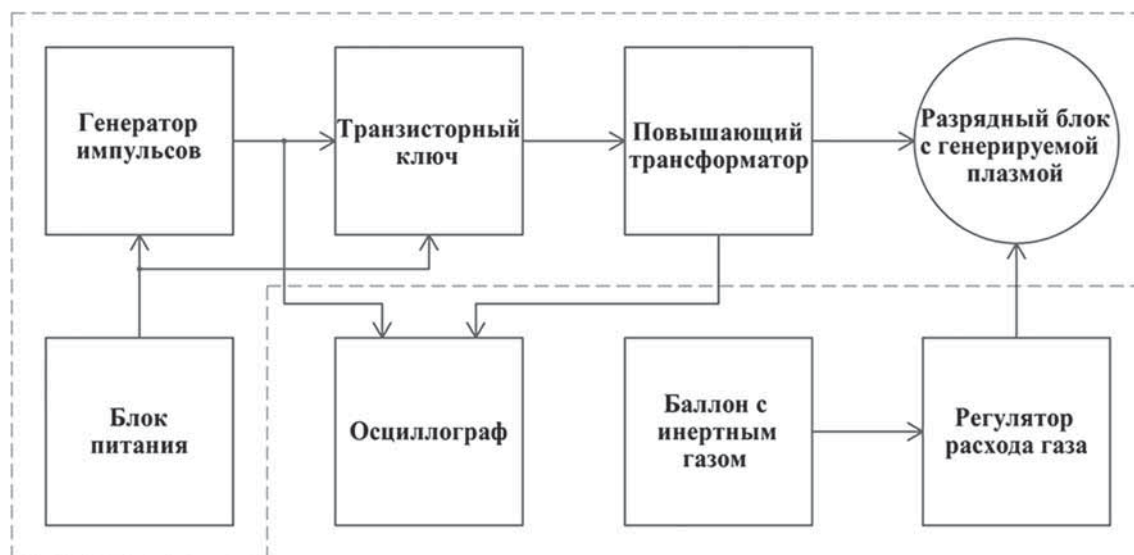 Генератор
импульсов
Транзисторный
ключ
Повышающий
трансформатор
Разрядный блок
с генерируемой
плазмой
Блок
питания
Осциллограф
Баллон с
инертным
газом
Регулятор
расхода газа